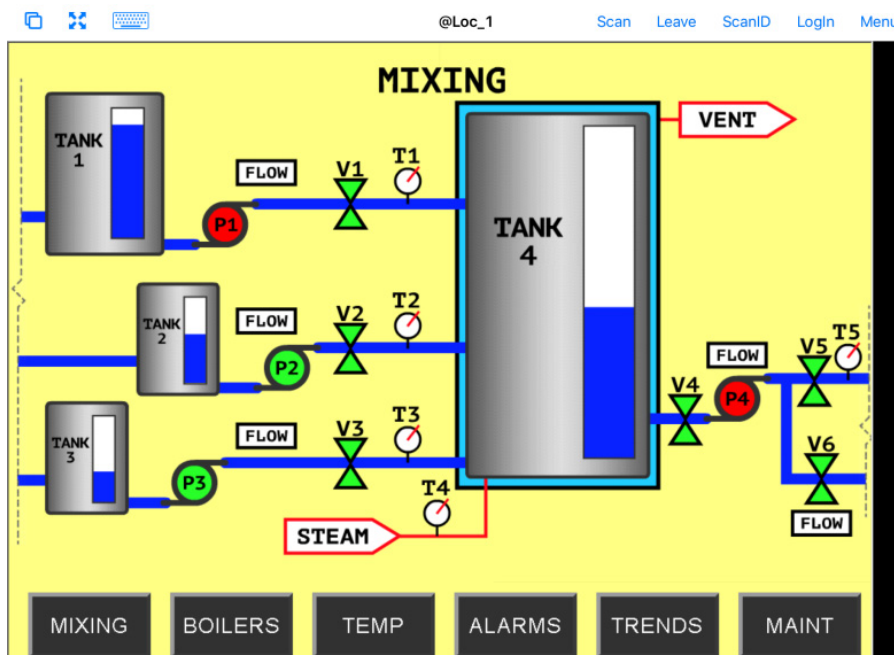 @Loc_1
Scan
Leave
ScanID
LogIn
Menu
MIXING
TANK
1
FLOW
V1
T1
P1
VENT
TANK
4
TANK
2
FLOW
V2
T2
P2
TANK
3
FLOW
V3
T3
P3
T4
STEAM
V4
FLOW
P4
V5
T5
V6
FLOW
MIXING
BOILERS
TEMP
ALARMS
TRENDS
MAINT